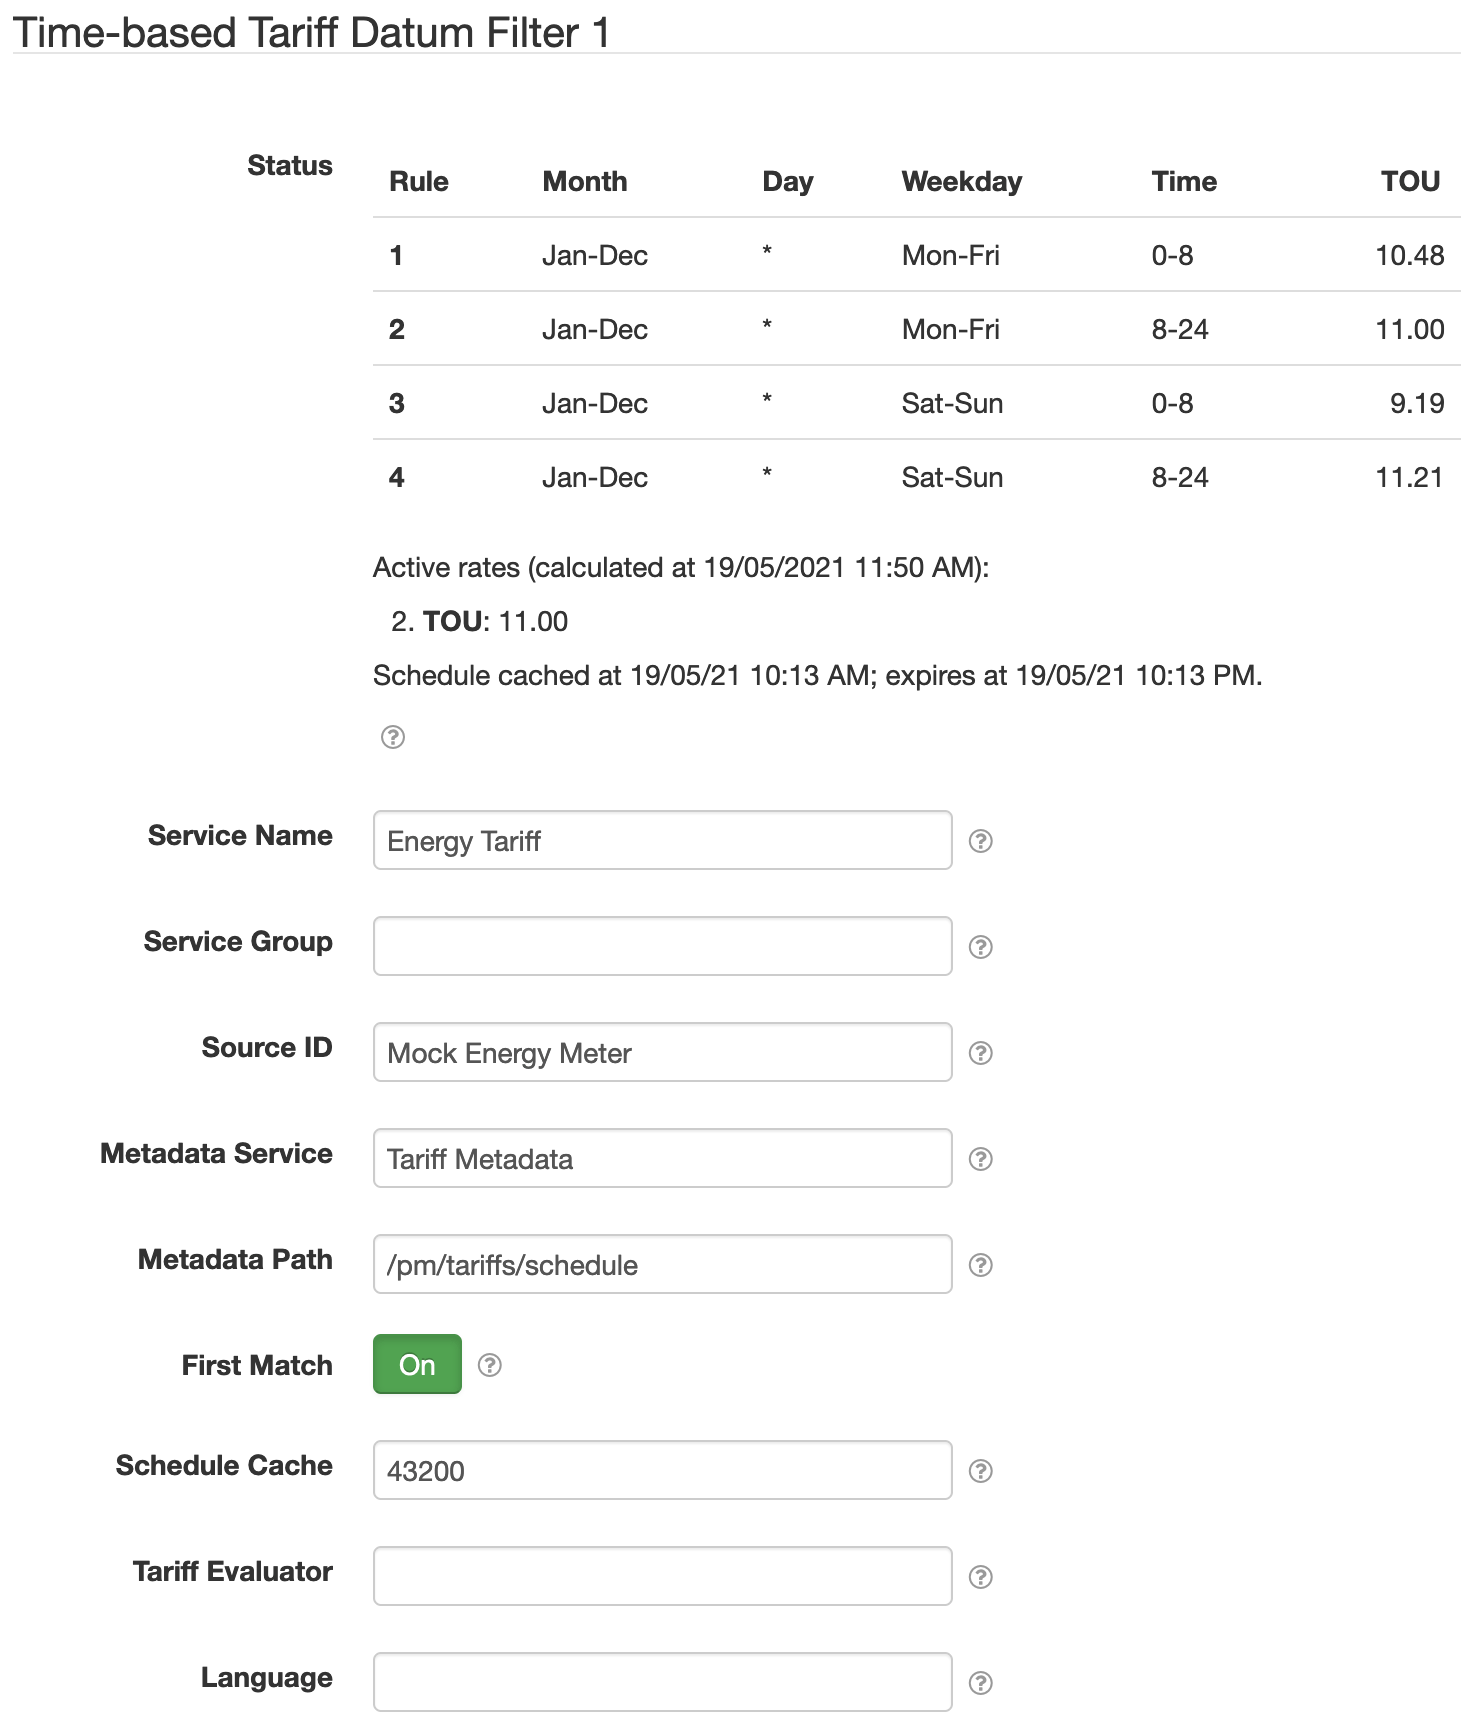 Time-based Tariff Datum Filter 1
Status
Rule Month Day Weekday Time TOU
1 Jan-Dec * Mon-Fri 0-8 10.48
2 Jan-Dec * Mon-Fri 8-24 11.00
3 Jan-Dec * Sat-Sun 0-8 9.19
4 Jan-Dec * Sat-Sun 8-24 11.21
Active rates (calculated at 19/05/2021 11:50 AM):
2. TOU: 11.00
Schedule cached at 19/05/21 10:13 AM; expires at 19/05/21 10:13 PM.
?
Service Name Energy Tariff ?
Service Group ?
Source ID Mock Energy Meter ?
Metadata Service Tariff Metadata ?
Metadata Path /pm/tariffs/schedule ?
First Match On ?
Schedule Cache 43200 ?
Tariff Evaluator ?
Language ?